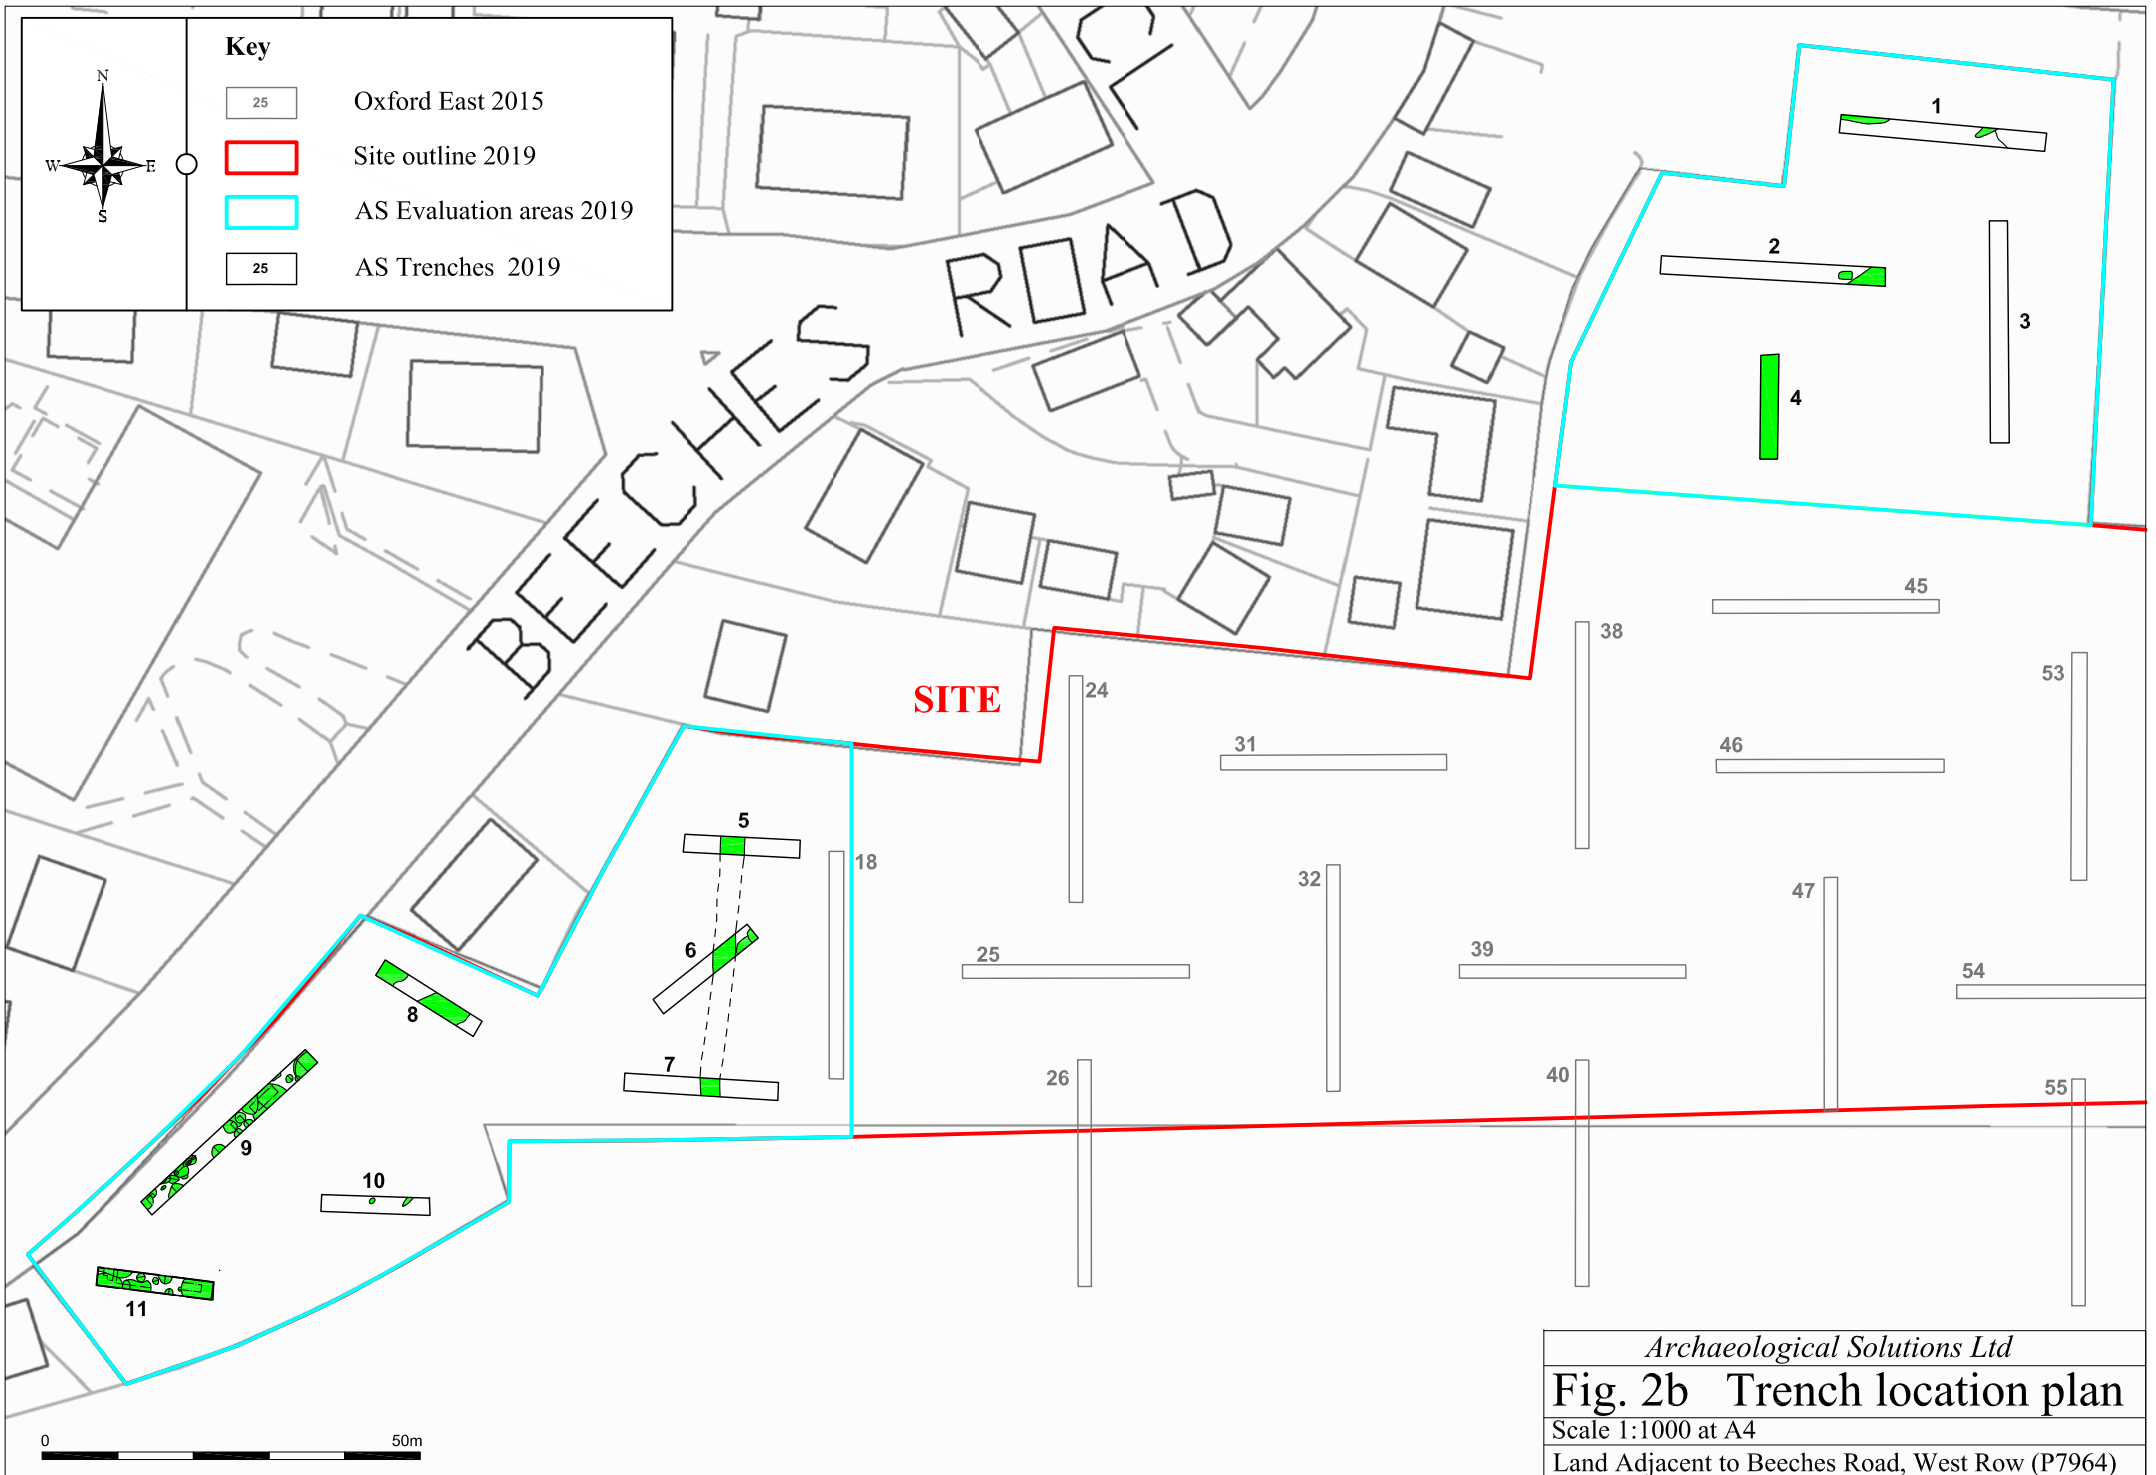 Key
N
W E
S
25 Oxford East 2015
Site outline 2019
AS Evaluation areas 2019
25 AS Trenches 2019
BEECHES ROAD
SITE
1
2
3
4
45
38
53
24
31
46
5
18
32
47
6
25
39
54
8
7
26
40
55
9
10
11
0 50m
Archaeological Solutions Ltd
Fig. 2b Trench location plan
Scale 1:1000 at A4
Land Adjacent to Beeches Road, West Row (P7964)